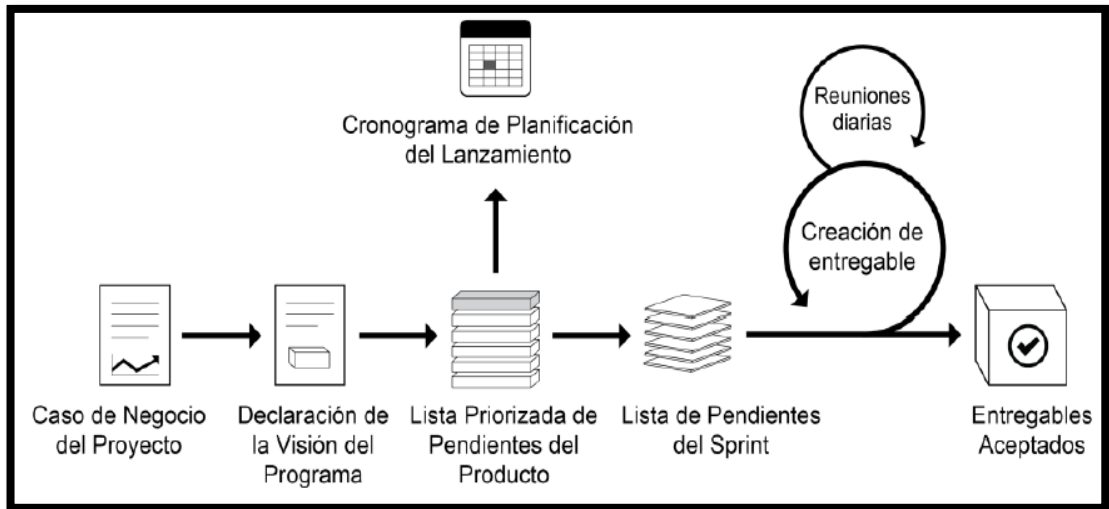 Cronograma de Planificación
del Lanzamiento
Reuniones
diarias
Creación de
entregable
Caso de Negocio
del Proyecto
Declaración de
la Visión del
Programa
Lista Priorizada de
Pendientes del
Producto
Lista de Pendientes
del Sprint
Entregables
Aceptados